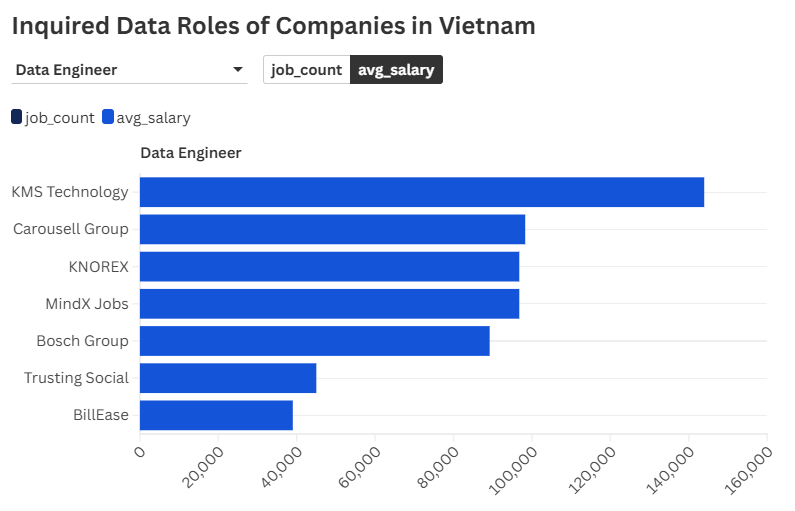 Inquired Data Roles of Companies in Vietnam
Data Engineer job_count avg_salary
job_count avg_salary
Data Engineer
KMS Technology
Carousell Group
KNOREX
MindX Jobs
Bosch Group
Trusting Social
BillEase
0 20,000 40,000 60,000 80,000 100,000 120,000 140,000 160,000